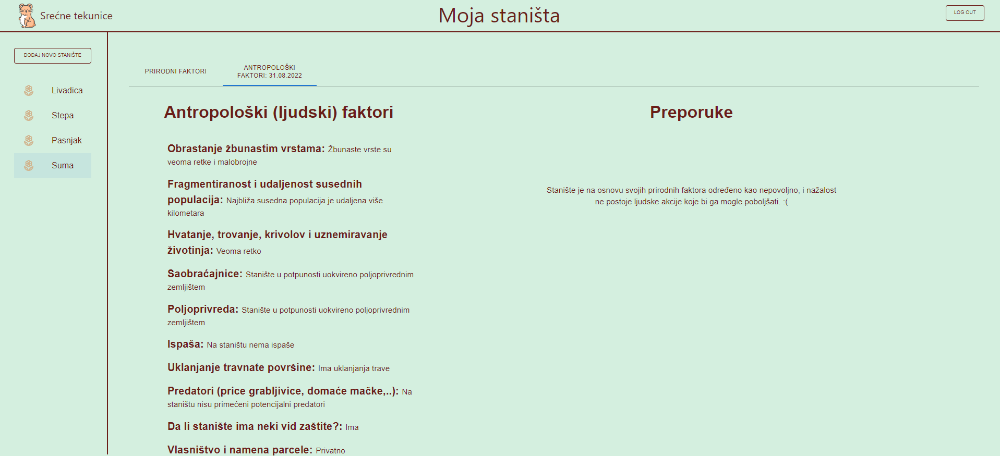 Srećne tekunice
Moja staništa
LOG OUT
DODAJ NOVO STANIŠTE
Livadica
Stepa
Pasnjak
Suma
PRIRODNI FAKTORI
ANTROPOLOŠKI
FAKTORI: 31.08.2022
Antropološki (ljudski) faktori
Obrastanje žbunastim vrstama: Žbunaste vrste su
veoma retke i malobrojne
Fragmentiranost i udaljenost susednih
populacija: Najbliža susedna populacija je udaljena više
kilometara
Hvatanje, trovanje, krivolov i uznemiravanje
životinja: Veoma retko
Saobraćajnice: Stanište u potpunosti uokvireno poljoprivrednim
zemljištem
Poljoprivreda: Stanište u potpunosti uokvireno poljoprivrednim
zemljištem
Ispaša: Na staništu nema ispaše
Uklanjanje travnate površine: Ima uklanjanja trave
Predatori (price grabljivice, domaće mačke,..): Na
staništu nisu primećeni potencijalni predatori
Da li stanište ima neki vid zaštite?: Ima
Vlasništvo i namena parcele: Privatno
Preporuke
Stanište je na osnovu svojih prirodnih faktora određeno kao nepovoljno, i nažalost
ne postoje ljudske akcije koje bi ga mogle poboljšati. :(